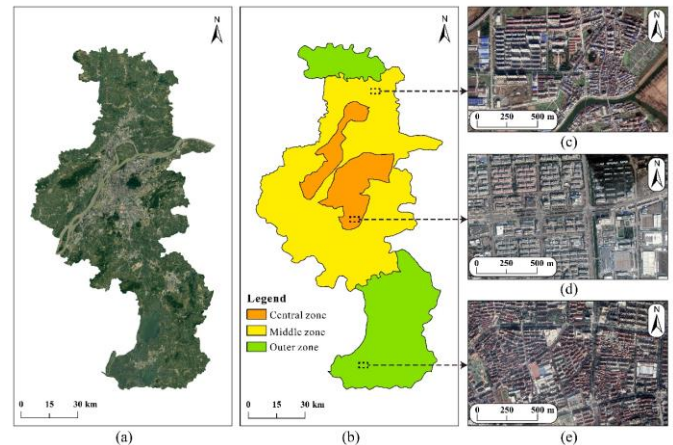 N
0 15 30 km
(a)
N
Legend
Central zone
Middle zone
Outer zone
0 15 30 km
(b)
N
0 250 500 m
(c)
N
0 250 500 m
(d)
N
0 250 500 m
(e)